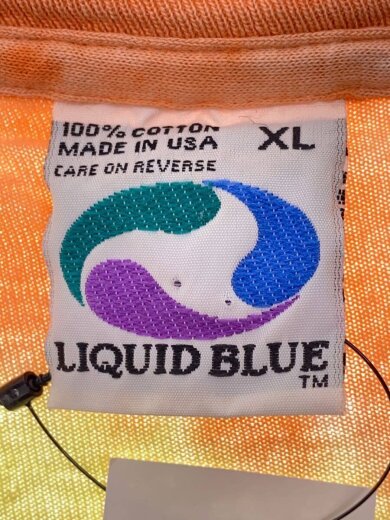 100% COTTON XL
MADE IN USA
CARE ON REVERSE
LIQUID BLUE
TM